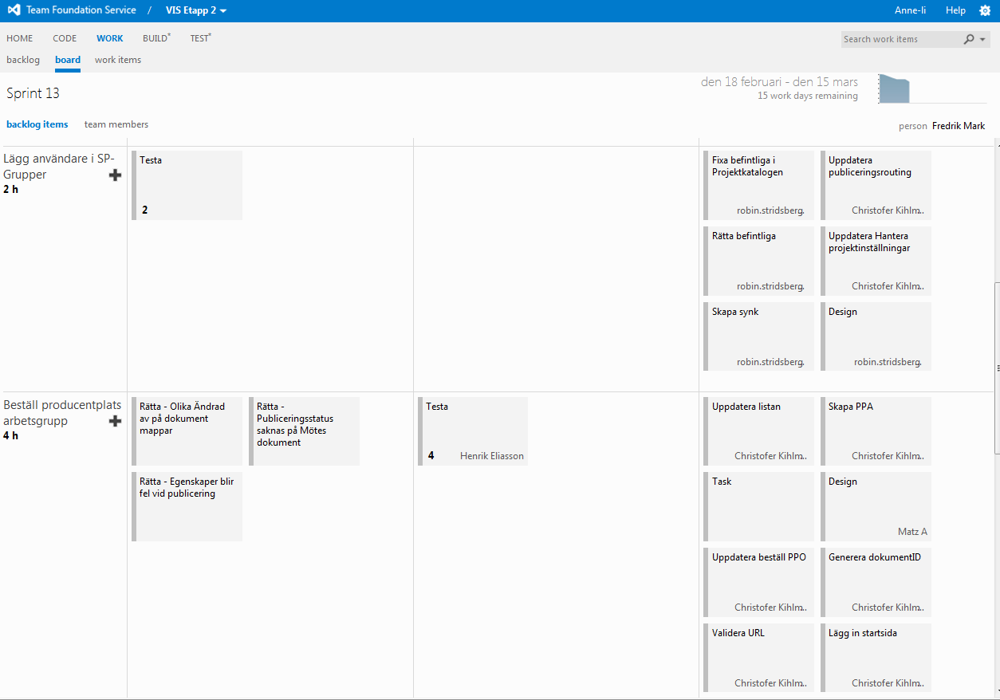 Team Foundation Service / VIS Etapp 2
Anne-li Help
HOME CODE WORK BUILD* TEST*
Search work items
backlog board work items
den 18 februari - den 15 mars
Sprint 13
15 work days remaining
backlog items team members
person Fredrik Mark
Lägg användare i SP-
Grupper
2 h
Testa
2
Fixa befintliga i
Projektkatalogen
robin.stridsberg.
Uppdatera
publiceringsrouting
Christofer Kihlm..
Rätta befintliga
robin.stridsberg.
Uppdatera Hantera
projektinställningar
Christofer Kihlm..
Skapa synk
robin.stridsberg.
Design
robin.stridsberg.
Beställ producentplats
arbetsgrupp
4 h
Rätta - Olika Ändrad
av på dokument
mappar
Rätta -
Publiceringsstatus
saknas på Mötes
dokument
Rätta - Egenskaper blir
fel vid publicering
Testa
4 Henrik Eliasson
Uppdatera listan
Christofer Kihlm..
Skapa PPA
Christofer Kihlm..
Task
Design
Matz A
Uppdatera beställ PPO
Christofer Kihlm..
Generera dokumentID
Christofer Kihlm..
Validera URL
Christofer Kihlm..
Lägg in startsida
Christofer Kihlm..